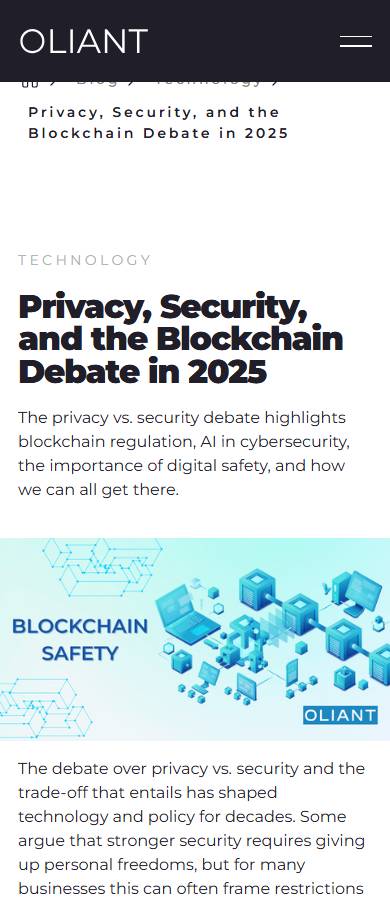 OLIANT
Blog
Technology
Privacy, Security, and the
Blockchain Debate in 2025
TECHNOLOGY
Privacy, Security,
and the Blockchain
Debate in 2025
The privacy vs. security debate highlights
blockchain regulation, AI in cybersecurity,
the importance of digital safety, and how
we can all get there.
BLOCKCHAIN
SAFETY
OLIANT
The debate over privacy vs. security and the
trade-off that entails has shaped
technology and policy for decades. Some
argue that stronger security requires giving
up personal freedoms, but for many
businesses this can often frame restrictions